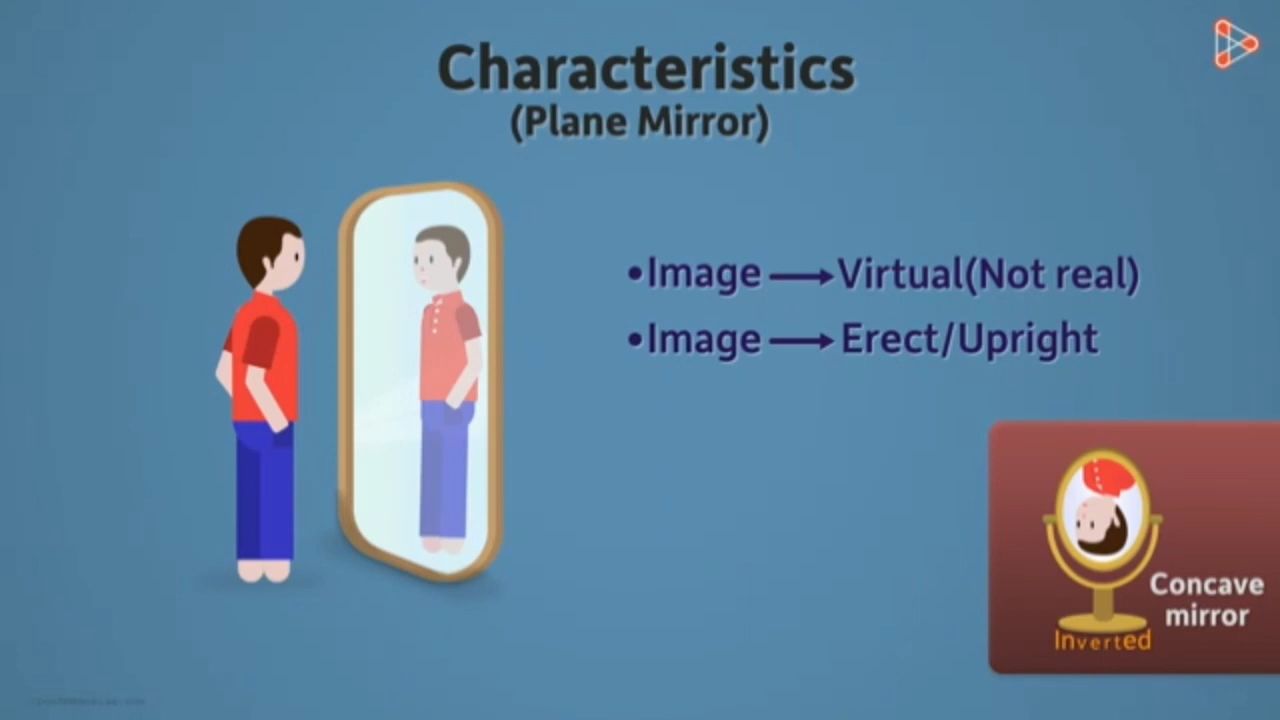 Characteristics
(Plane Mirror)
•Image⟶Virtual(Not real)
•Image⟶Erect/Upright
Concave
mirror
Inverted